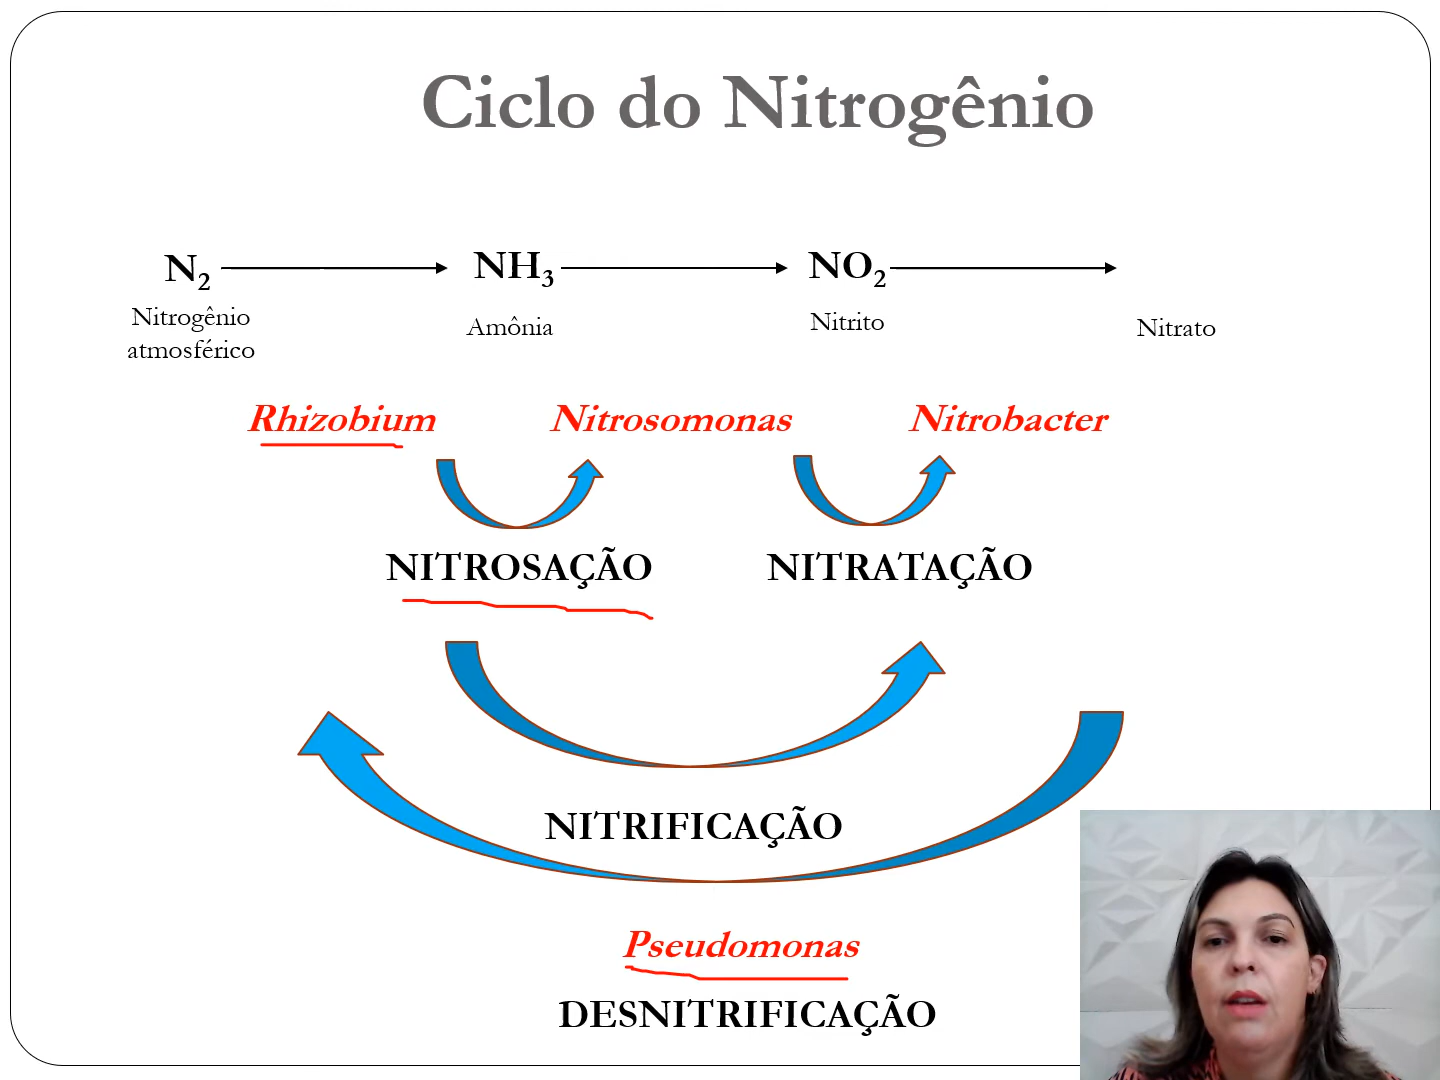 Ciclo do Nitrogênio
N₂
NH₃
NO₂
Nitrogênio
atmosférico
Amônia
Nitrito
Nitrato
Rhizobium
Nitrosomonas
Nitrobacter
NITROSAÇÃO
NITRATAÇÃO
NITRIFICAÇÃO
Pseudomonas
DESNITRIFICAÇÃO